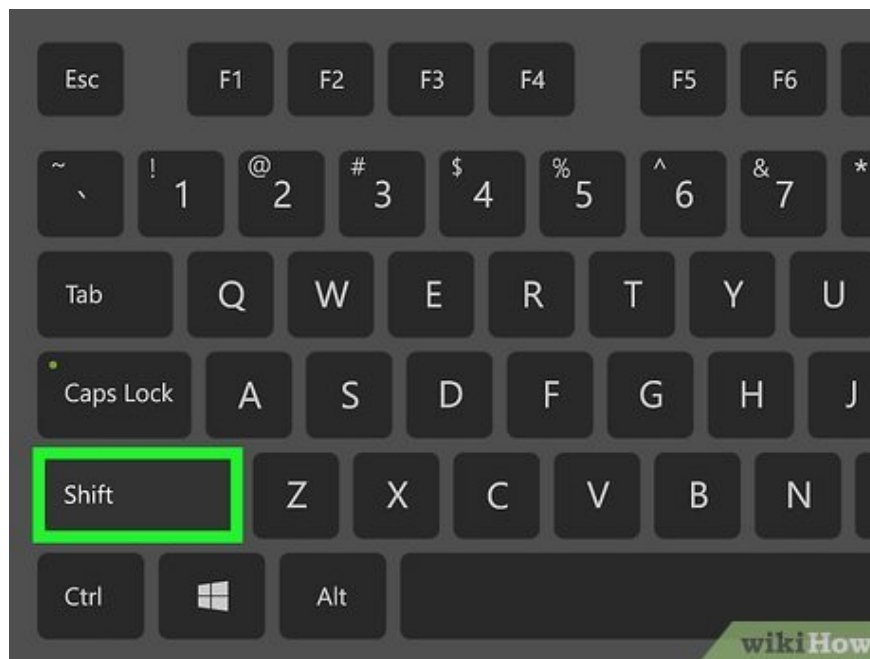 Esc F1 F2 F3 F4 F5 F6
~ ` ! 1 @ 2 # 3 $ 4 % 5 ^ 6 & 7 *
Tab Q W E R T Y U
Caps Lock A S D F G H J
Shift Z X C V B N
Ctrl Alt
wikiHow